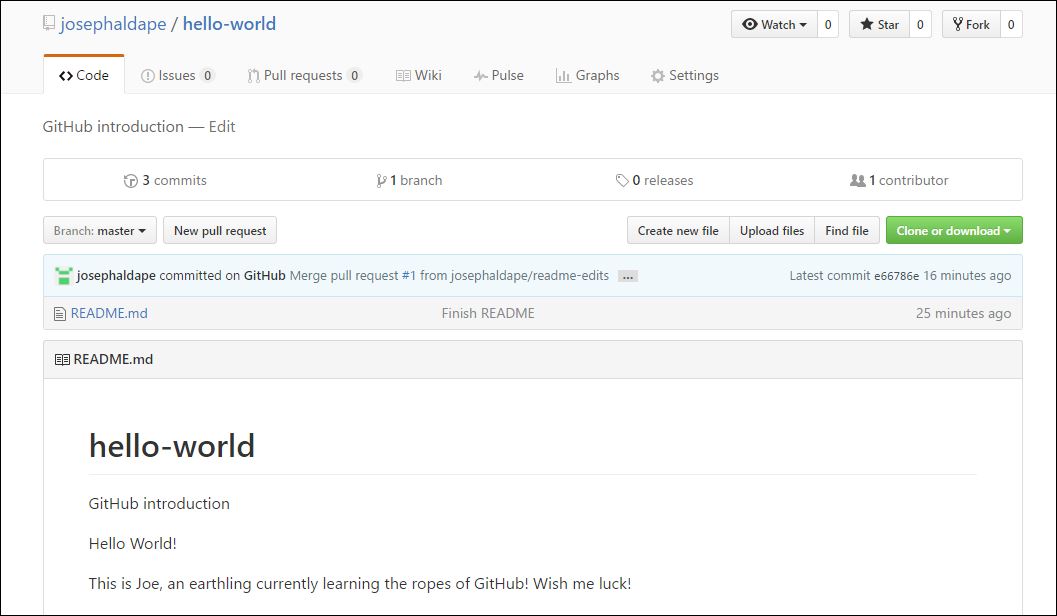 josephaldape / hello-world Watch 0 Star 0 Fork 0
Code Issues 0 Pull requests 0 Wiki Pulse Graphs Settings
GitHub introduction — Edit
3 commits 1 branch 0 releases 1 contributor
Branch: master New pull request Create new file Upload files Find file Clone or download
josephaldape committed on GitHub Merge pull request #1 from josephaldape/readme-edits ... Latest commit e66786e 16 minutes ago
README.md Finish README 25 minutes ago
README.md
hello-world
GitHub introduction
Hello World!
This is Joe, an earthling currently learning the ropes of GitHub! Wish me luck!